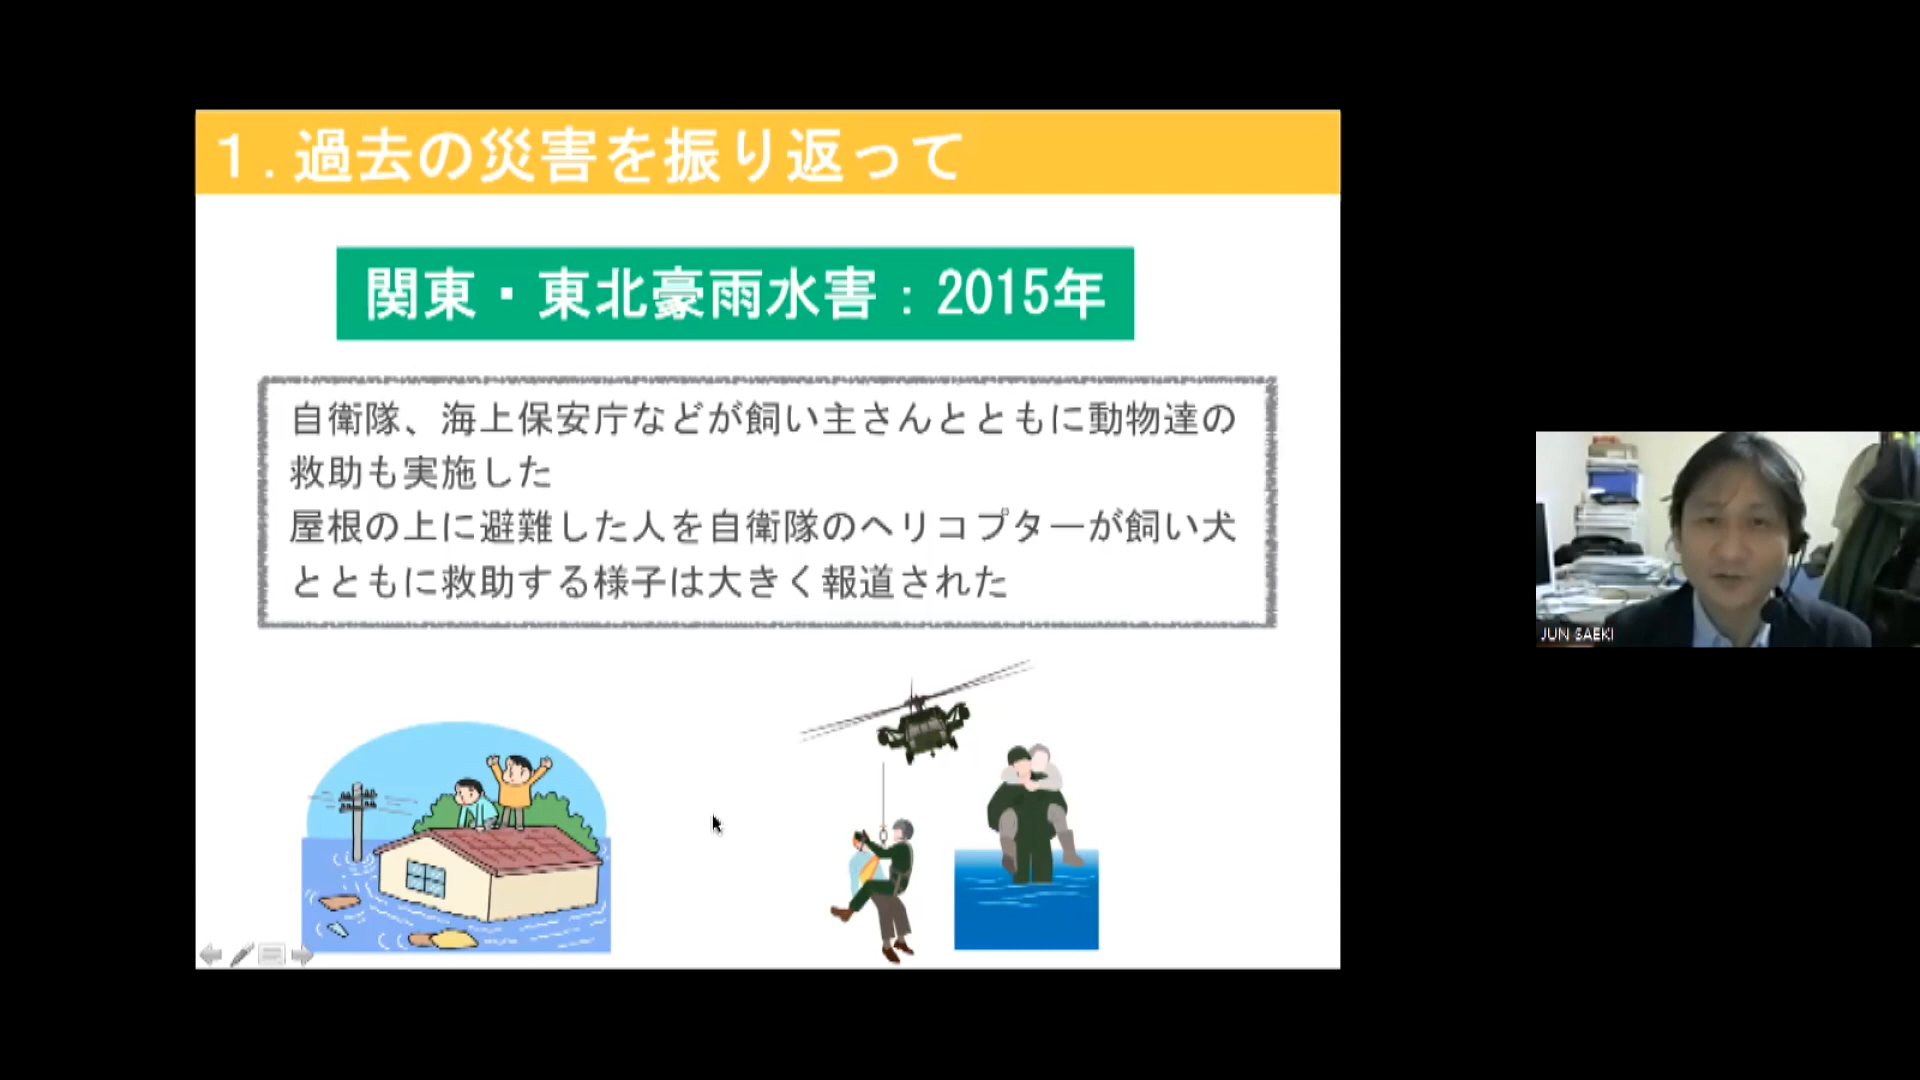 １.過去の災害を振り返って
関東・東北豪雨水害：2015年
自衛隊、海上保安庁などが飼い主さんとともに動物達の
救助も実施した
屋根の上に避難した人を自衛隊のヘリコプターが飼い犬
とともに救助する様子は大きく報道された
JUN SAEKI